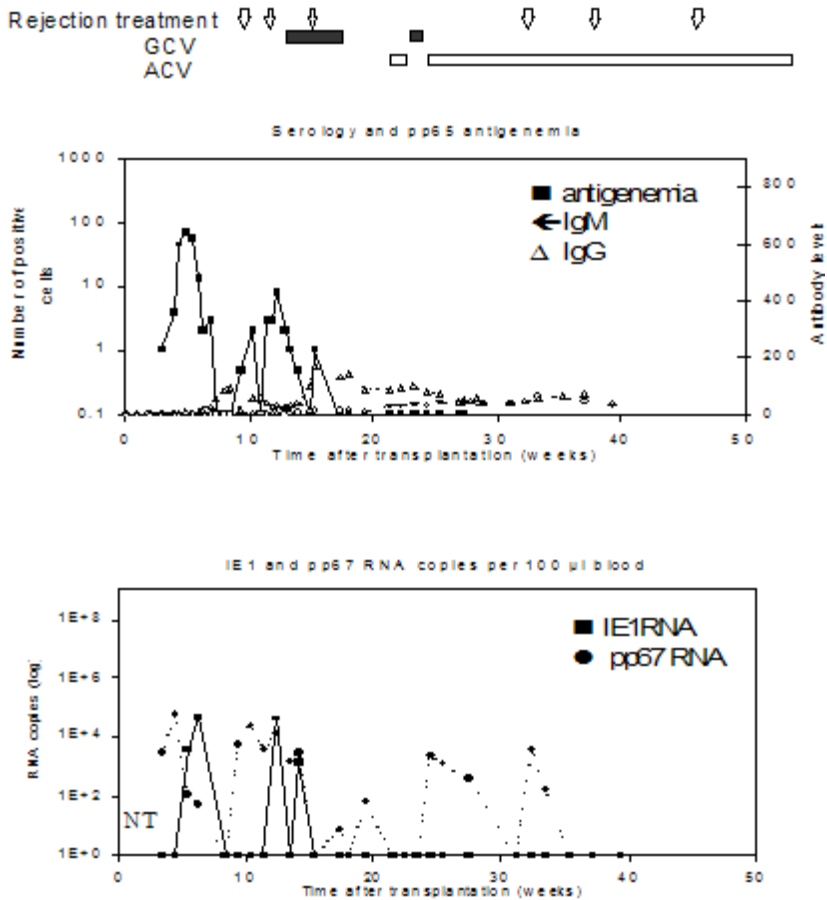 Rejection treatment
GCV
ACV
Serology and pp65 antigenemia
1000
100
10
1
0.1
Number of positive
cells
800
600
400
200
0
Antibody level
antigenemia
IgM
IgG
0 10 20 30 40 50
Time after transplantation (weeks)
IE1 and pp67 RNA copies per 100 µl blood
1E+8
1E+6
1E+4
1E+2
1E+0
RNA copies (log)
IE1RNA
pp67 RNA
NT
0 10 20 30 40 50
Time after transplantation (weeks)